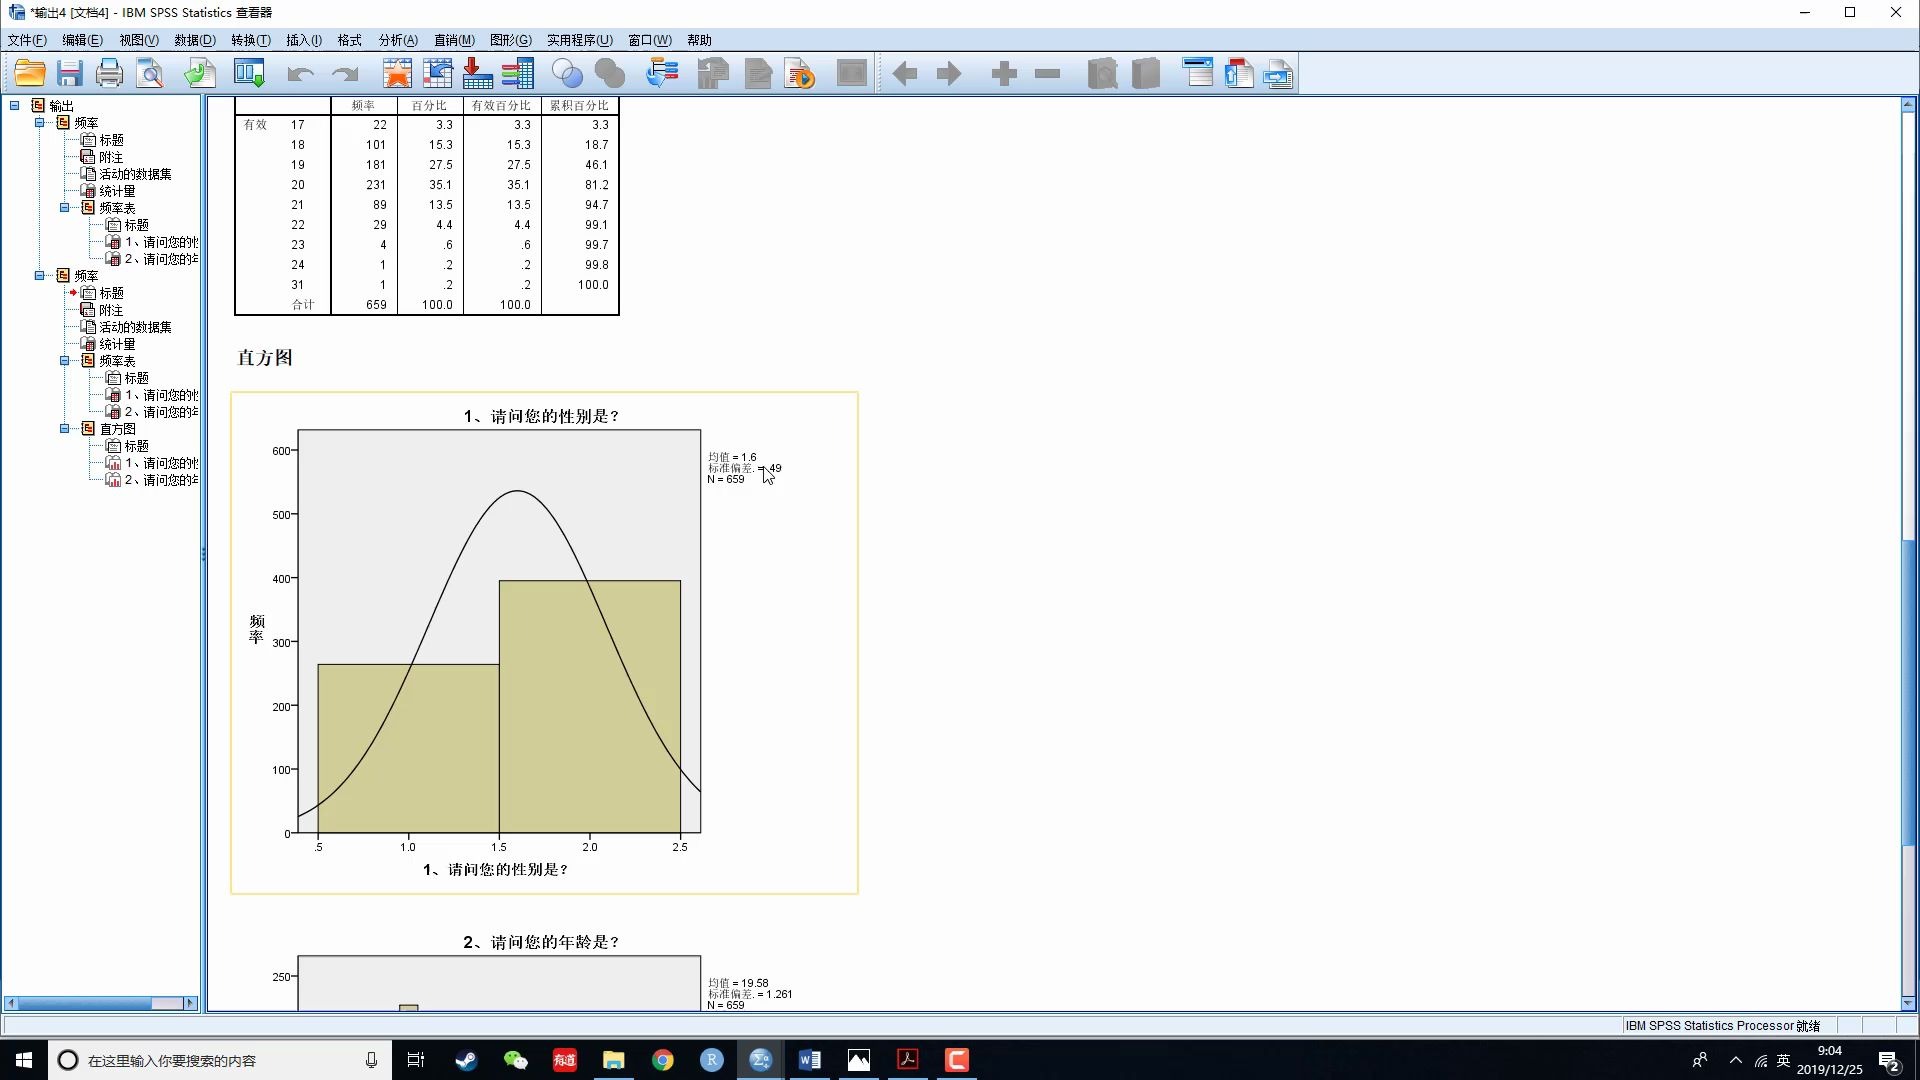 *输出4 [文档4] - IBM SPSS Statistics 查看器
文件(F) 编辑(E) 视图(V) 数据(D) 转换(T) 插入(I) 格式 分析(A) 直销(M) 图形(G) 实用程序(U) 窗口(W) 帮助
输出
频率
标题
附注
活动的数据集
统计量
频率表
标题
1、请问您的性
2、请问您的年
频率
标题
附注
活动的数据集
统计量
频率表
标题
1、请问您的性
2、请问您的年
直方图
标题
1、请问您的性
2、请问您的年
频率 百分比 有效百分比 累积百分比
有效 17 22 3.3 3.3 3.3
18 101 15.3 15.3 18.7
19 181 27.5 27.5 46.1
20 231 35.1 35.1 81.2
21 89 13.5 13.5 94.7
22 29 4.4 4.4 99.1
23 4 .6 .6 99.7
24 1 .2 .2 99.8
31 1 .2 .2 100.0
合计 659 100.0 100.0
直方图
1、请问您的性别是?
600
500
400
300
200
100
0
频率
.5 1.0 1.5 2.0 2.5
1、请问您的性别是?
均值 = 1.6
标准偏差. = .49
N = 659
2、请问您的年龄是?
250
均值 = 19.58
标准偏差. = 1.261
N = 659
IBM SPSS Statistics Processor 就绪
在这里输入你要搜索的内容
有道
R
英
9:04
2019/12/25
2